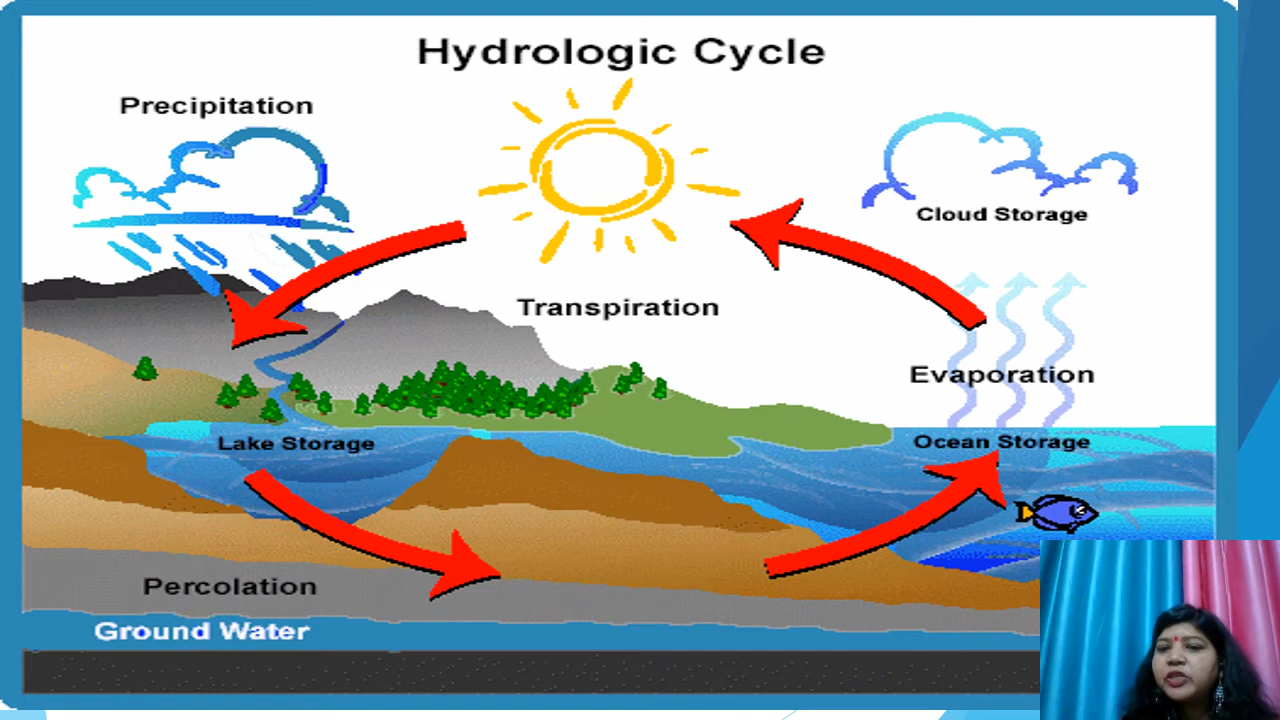 Hydrologic Cycle
Precipitation
Cloud Storage
Transpiration
Evaporation
Lake Storage
Ocean Storage
Percolation
Ground Water